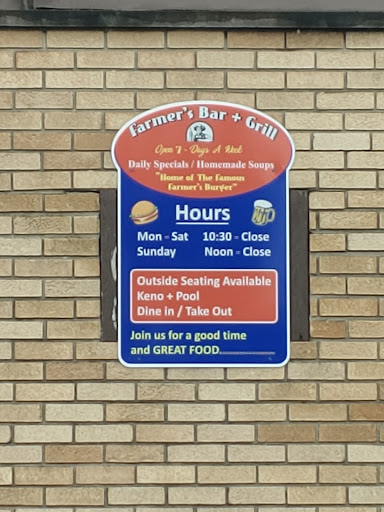 Farmer's Bar + Grill
Open 7 - Days A Week
Daily Specials / Homemade Soups
"Home of The Famous
Farmer's Burger"
Hours
Mon - Sat 10:30 - Close
Sunday Noon - Close
Outside Seating Available
Keno + Pool
Dine in / Take Out
Join us for a good time
and GREAT FOOD....................